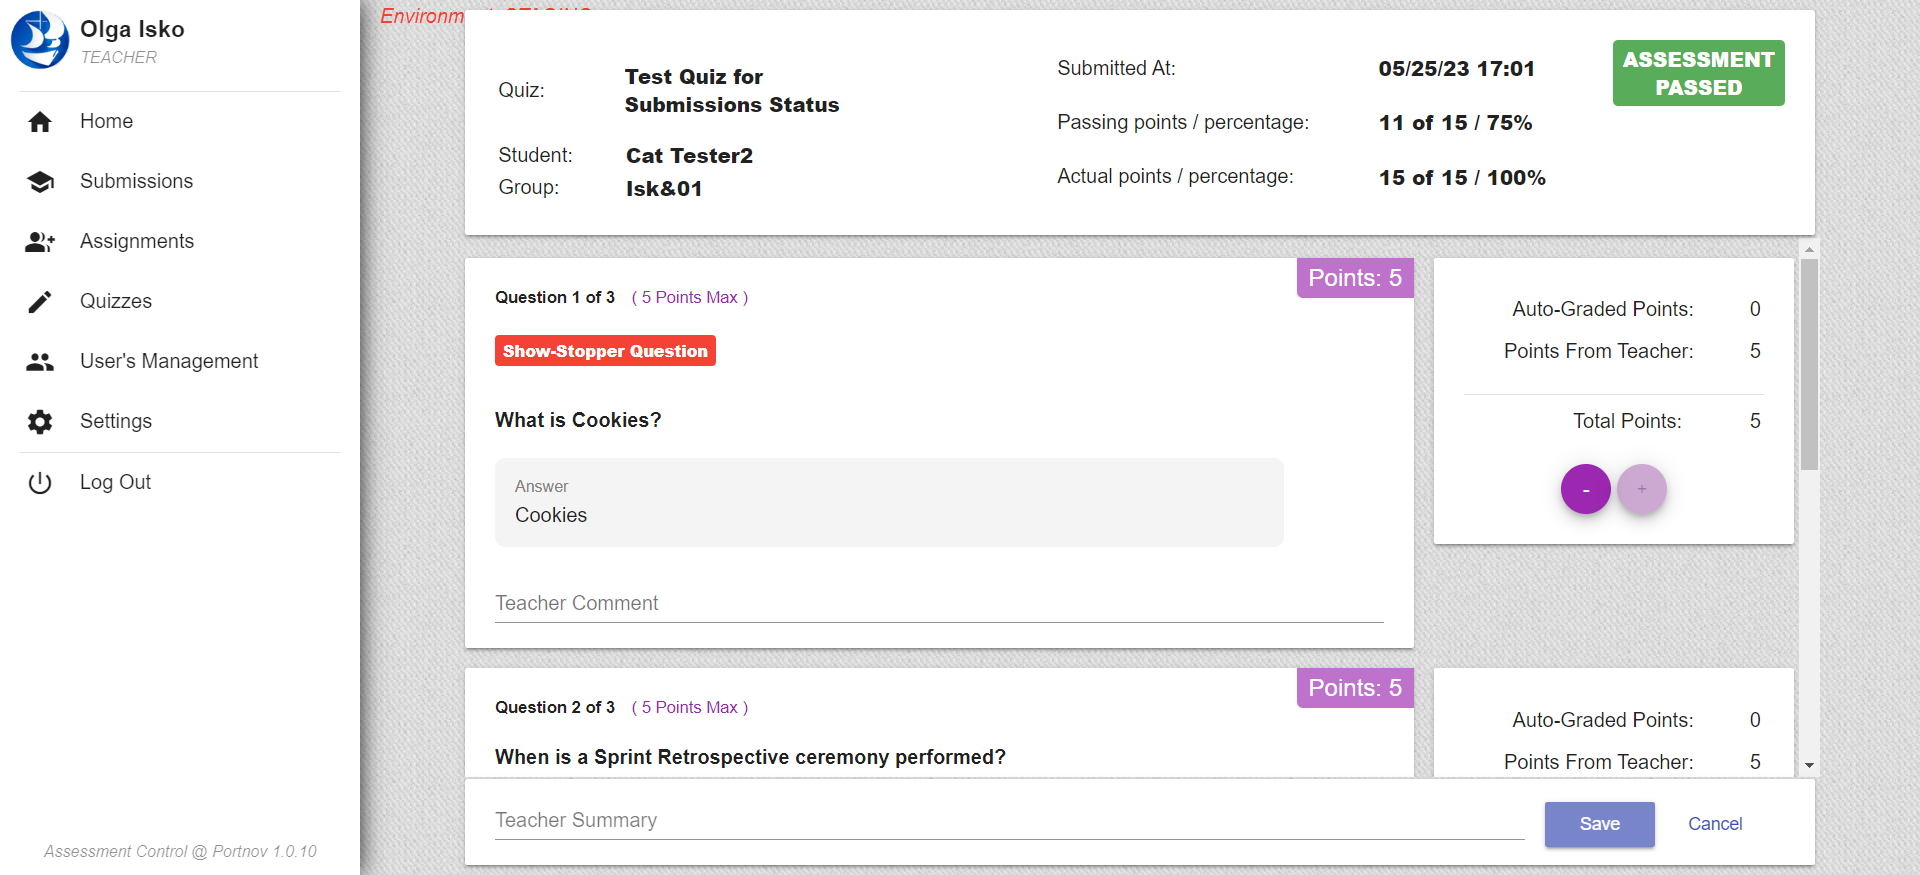 Olga Isko
TEACHER
Home
Submissions
Assignments
Quizzes
User's Management
Settings
Log Out
Assessment Control @ Portnov 1.0.10
Quiz:
Test Quiz for
Submissions Status
Student:
Cat Tester2
Group:
Isk&01
Submitted At:
05/25/23 17:01
Passing points / percentage:
11 of 15 / 75%
Actual points / percentage:
15 of 15 / 100%
ASSESSMENT
PASSED
Question 1 of 3 ( 5 Points Max )
Points: 5
Show-Stopper Question
What is Cookies?
Answer
Cookies
Teacher Comment
Auto-Graded Points: 0
Points From Teacher: 5
Total Points: 5
- +
Question 2 of 3 ( 5 Points Max )
Points: 5
When is a Sprint Retrospective ceremony performed?
Auto-Graded Points: 0
Points From Teacher: 5
Teacher Summary
Save
Cancel